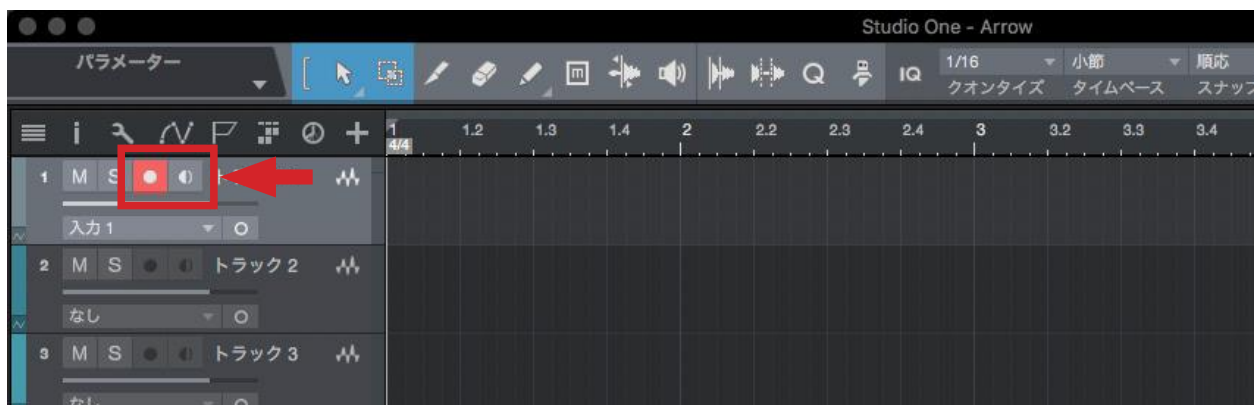 Studio One - Arrow
パラメーター
IQ
1/16
小節
順応
クオンタイズ
タイムベース
スナップ
1
1.2
1.3
1.4
2
2.2
2.3
2.4
3
3.2
3.3
3.4
4/4
1 M S
入力 1
2 M S トラック 2
なし
3 M S トラック 3
なし